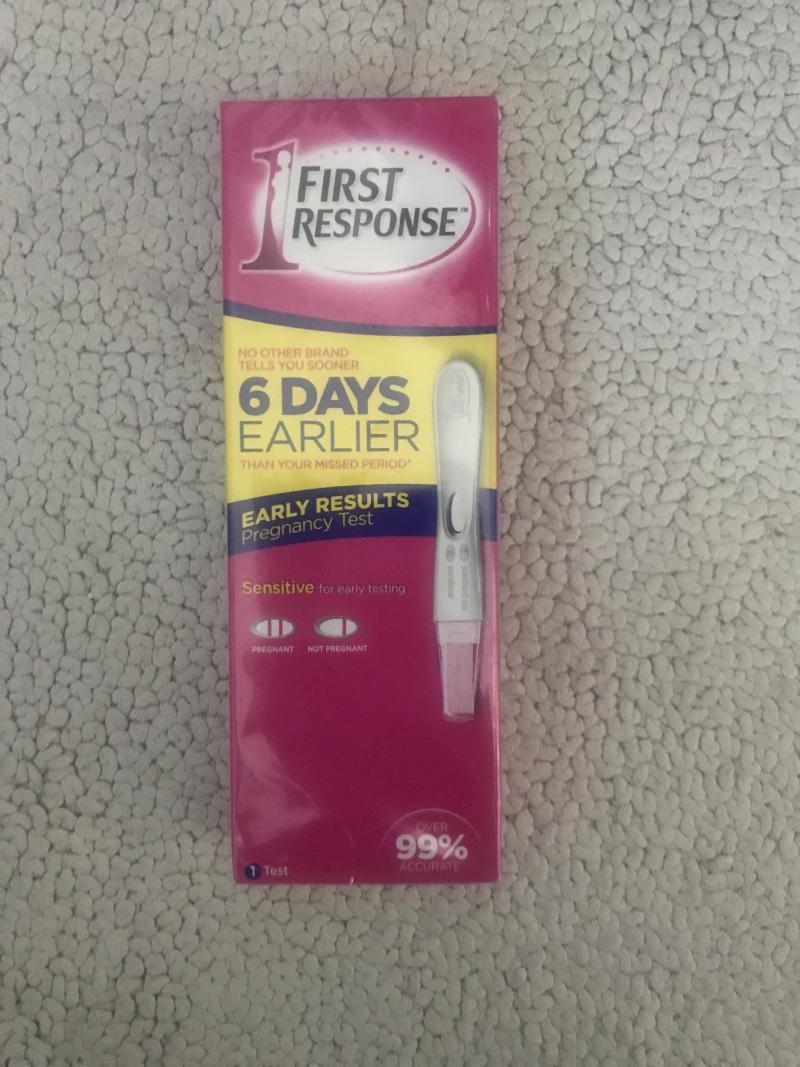 1 FIRST
RESPONSE™
NO OTHER BRAND
TELLS YOU SOONER
6 DAYS
EARLIER
THAN YOUR MISSED PERIOD*
EARLY RESULTS
Pregnancy Test
Sensitive for early testing
PREGNANT NOT PREGNANT
OVER
99%
ACCURATE
1 Test